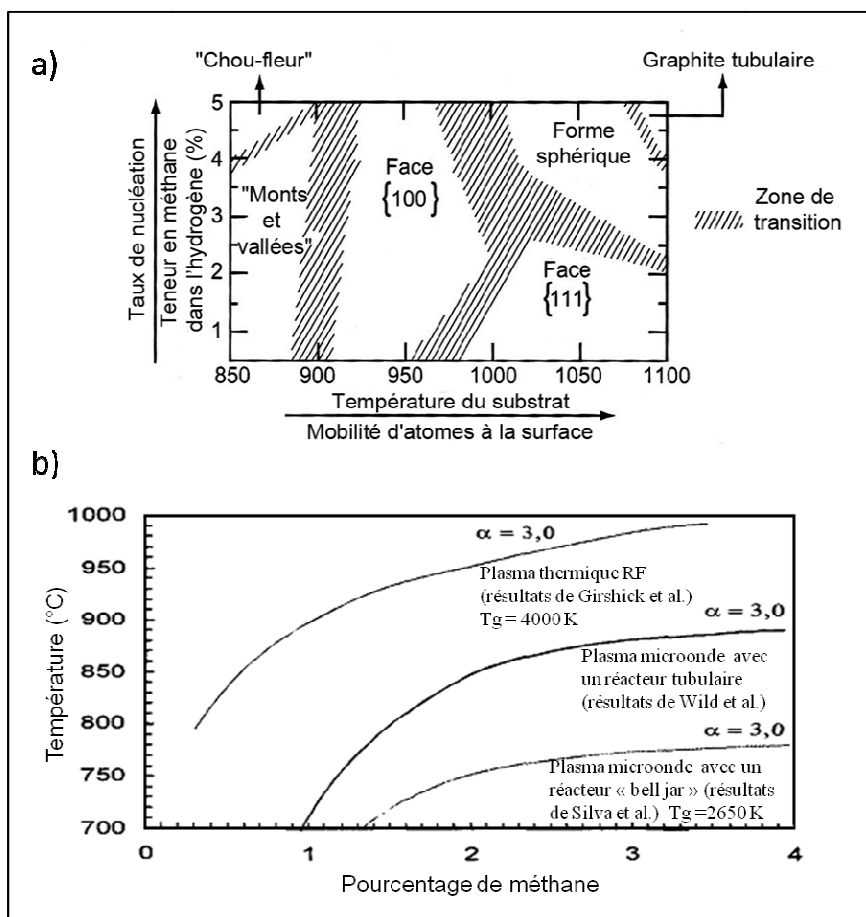 a)
"Chou-fleur"
Graphite tubulaire
Taux de nucléation
Teneur en méthane
dans l'hydrogène (%)
5
4
3
2
1
Forme
sphérique
Face
{100}
"Monts
et
vallées"
Face
{111}
Zone de
transition
850 900 950 1000 1050 1100
Température du substrat
Mobilité d'atomes à la surface
b)
Température (°C)
1000
950
900
850
800
750
700
α = 3,0
Plasma thermique RF
(résultats de Girshick et al.)
Tg = 4000 K
α = 3,0
Plasma microonde avec
un réacteur tubulaire
(résultats de Wild et al.)
α = 3,0
Plasma microonde avec un
réacteur « bell jar » (résultats
de Silva et al.) Tg=2650 K
0 1 2 3 4
Pourcentage de méthane